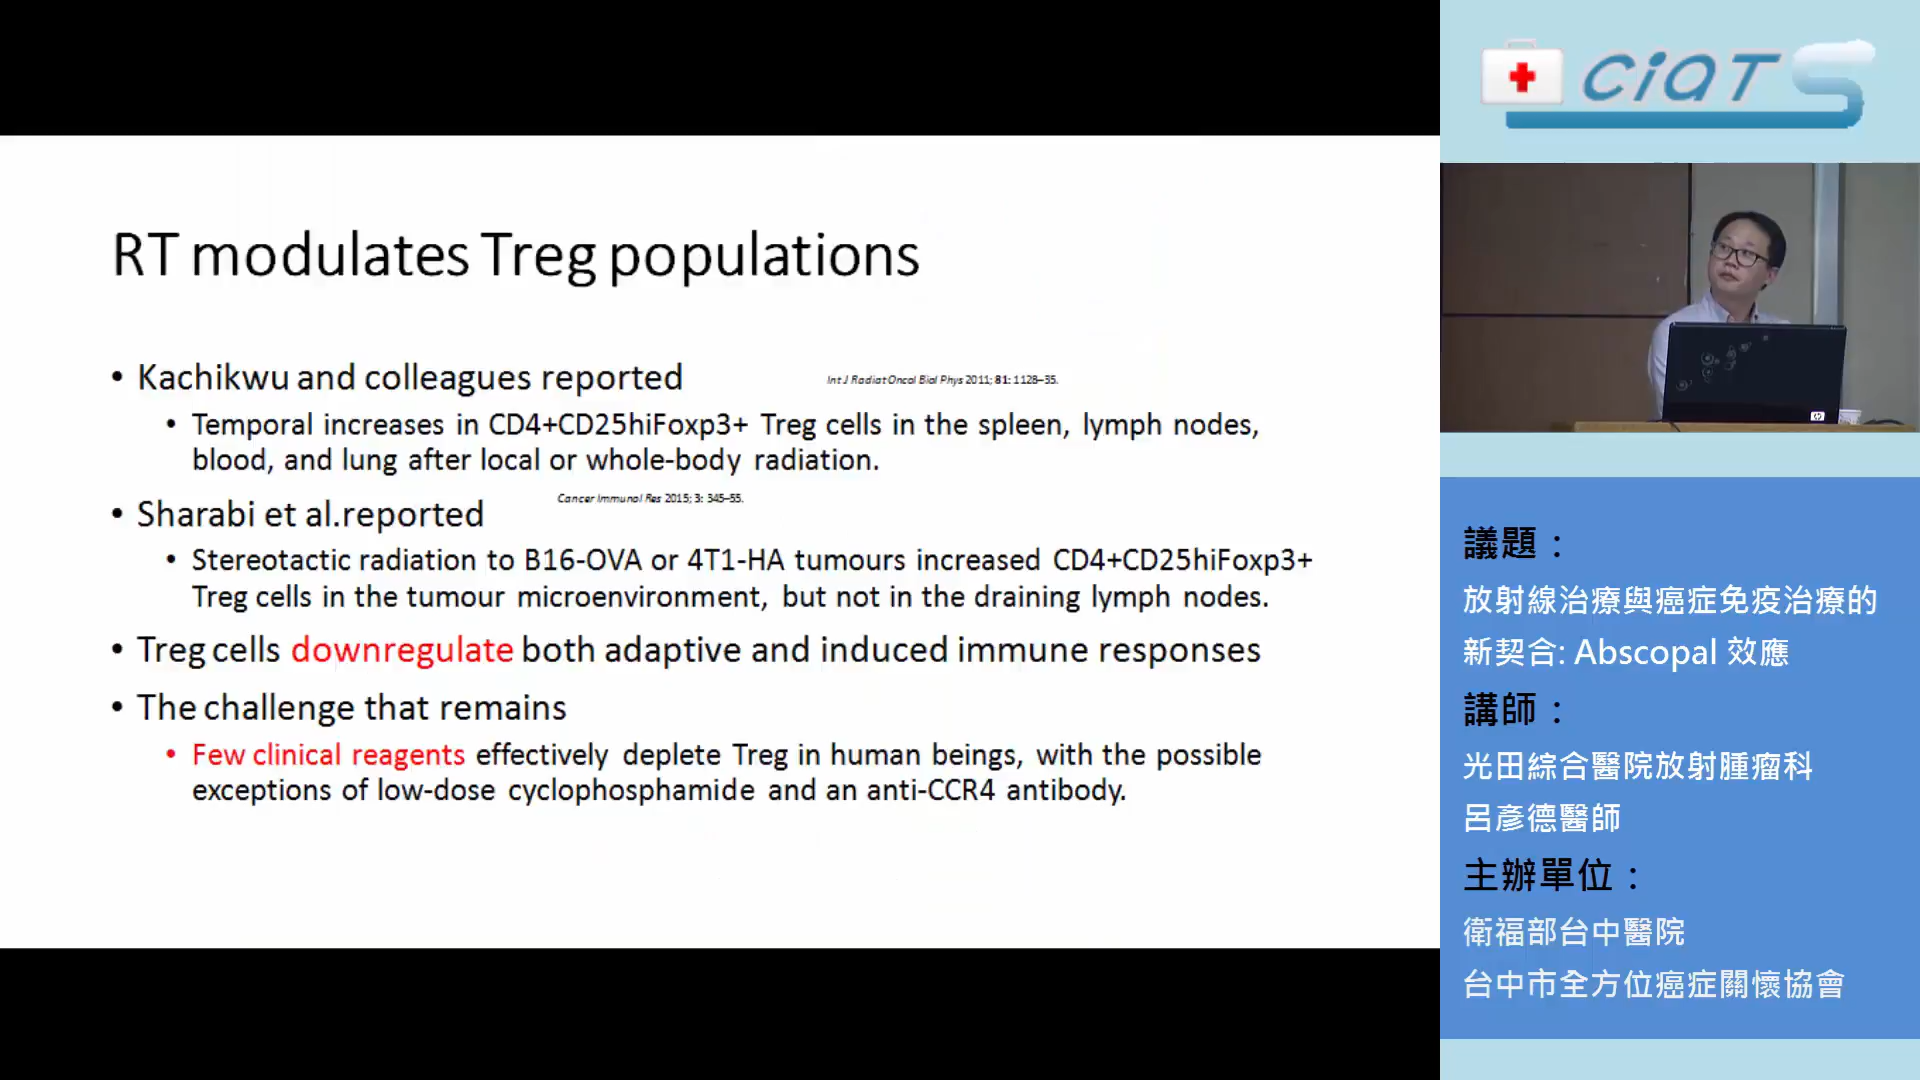 RT modulates Treg populations
• Kachikwu and colleagues reported
Int J Radiat Oncol Biol Phys 2011; 81: 1128–35.
• Temporal increases in CD4+CD25hiFoxp3+ Treg cells in the spleen, lymph nodes,
blood, and lung after local or whole-body radiation.
Cancer Immunol Res 2015; 3: 345–55.
• Sharabi et al.reported
• Stereotactic radiation to B16-OVA or 4T1-HA tumours increased CD4+CD25hiFoxp3+
Treg cells in the tumour microenvironment, but not in the draining lymph nodes.
• Treg cells downregulate both adaptive and induced immune responses
• The challenge that remains
• Few clinical reagents effectively deplete Treg in human beings, with the possible
exceptions of low-dose cyclophosphamide and an anti-CCR4 antibody.
CiaTS
hp
議題：
放射線治療與癌症免疫治療的
新契合: Abscopal 效應
講師：
光田綜合醫院放射腫瘤科
呂彥德醫師
主辦單位：
衛福部台中醫院
台中市全方位癌症關懷協會